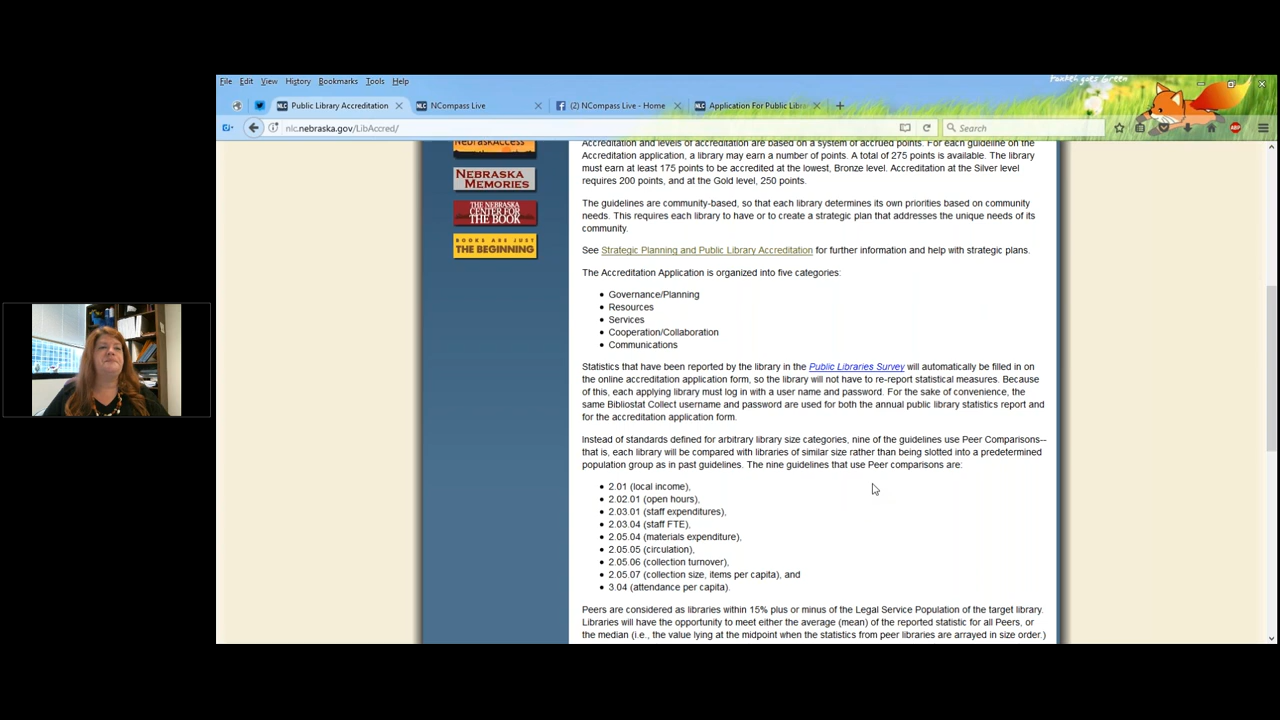 Foxkeh goes Green
File Edit View History Bookmarks Tools Help
NLC Public Library Accreditation
NLC NCompass Live
(2) NCompass Live - Home
NLC Application For Public Libra
nlc.nebraska.gov/LibAccred/
Search
ABP
NebraskAccess
Accreditation and levels of accreditation are based on a system of accrued points. For each guideline on the
Accreditation application, a library may earn a number of points. A total of 275 points is available. The library
must earn at least 175 points to be accredited at the lowest, Bronze level. Accreditation at the Silver level
requires 200 points, and at the Gold level, 250 points.
NEBRASKA
MEMORIES
THE NEBRASKA
CENTER FOR
THE BOOK
BOOKS ARE JUST
THE BEGINNING
The guidelines are community-based, so that each library determines its own priorities based on community
needs. This requires each library to have or to create a strategic plan that addresses the unique needs of its
community.
See Strategic Planning and Public Library Accreditation for further information and help with strategic plans.
The Accreditation Application is organized into five categories:
• Governance/Planning
• Resources
• Services
• Cooperation/Collaboration
• Communications
Statistics that have been reported by the library in the Public Libraries Survey will automatically be filled in on
the online accreditation application form, so the library will not have to re-report statistical measures. Because
of this, each applying library must log in with a user name and password. For the sake of convenience, the
same Bibliostat Collect username and password are used for both the annual public library statistics report and
for the accreditation application form.
Instead of standards defined for arbitrary library size categories, nine of the guidelines use Peer Comparisons--
that is, each library will be compared with libraries of similar size rather than being slotted into a predetermined
population group as in past guidelines. The nine guidelines that use Peer comparisons are:
• 2.01 (local income),
• 2.02.01 (open hours),
• 2.03.01 (staff expenditures),
• 2.03.04 (staff FTE),
• 2.05.04 (materials expenditure),
• 2.05.05 (circulation),
• 2.05.06 (collection turnover),
• 2.05.07 (collection size, items per capita), and
• 3.04 (attendance per capita).
Peers are considered as libraries within 15% plus or minus of the Legal Service Population of the target library.
Libraries will have the opportunity to meet either the average (mean) of the reported statistic for all Peers, or
the median (i.e., the value lying at the midpoint when the statistics from peer libraries are arrayed in size order.)